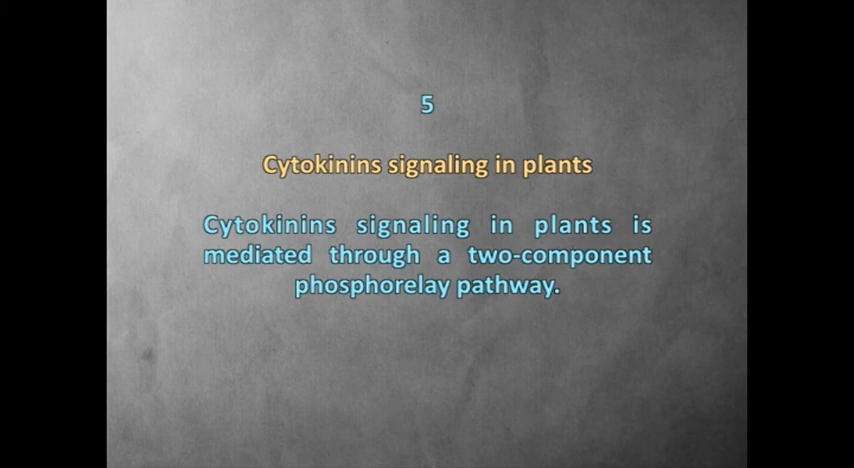 5
Cytokinins signaling in plants
Cytokinins signaling in plants is
mediated through a two-component
phosphorelay pathway.